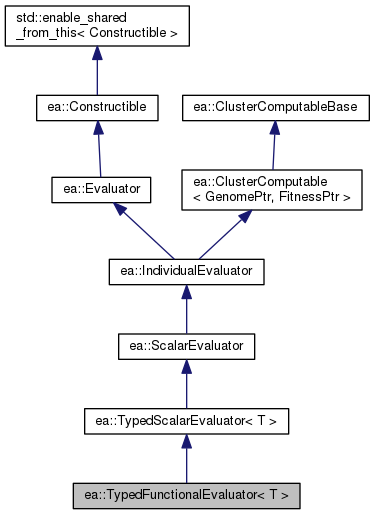 std::enable_shared
_from_this< Constructible >
ea::Constructible
ea::ClusterComputableBase
ea::Evaluator
ea::ClusterComputable
< GenomePtr, FitnessPtr >
ea::IndividualEvaluator
ea::ScalarEvaluator
ea::TypedScalarEvaluator< T >
ea::TypedFunctionalEvaluator< T >